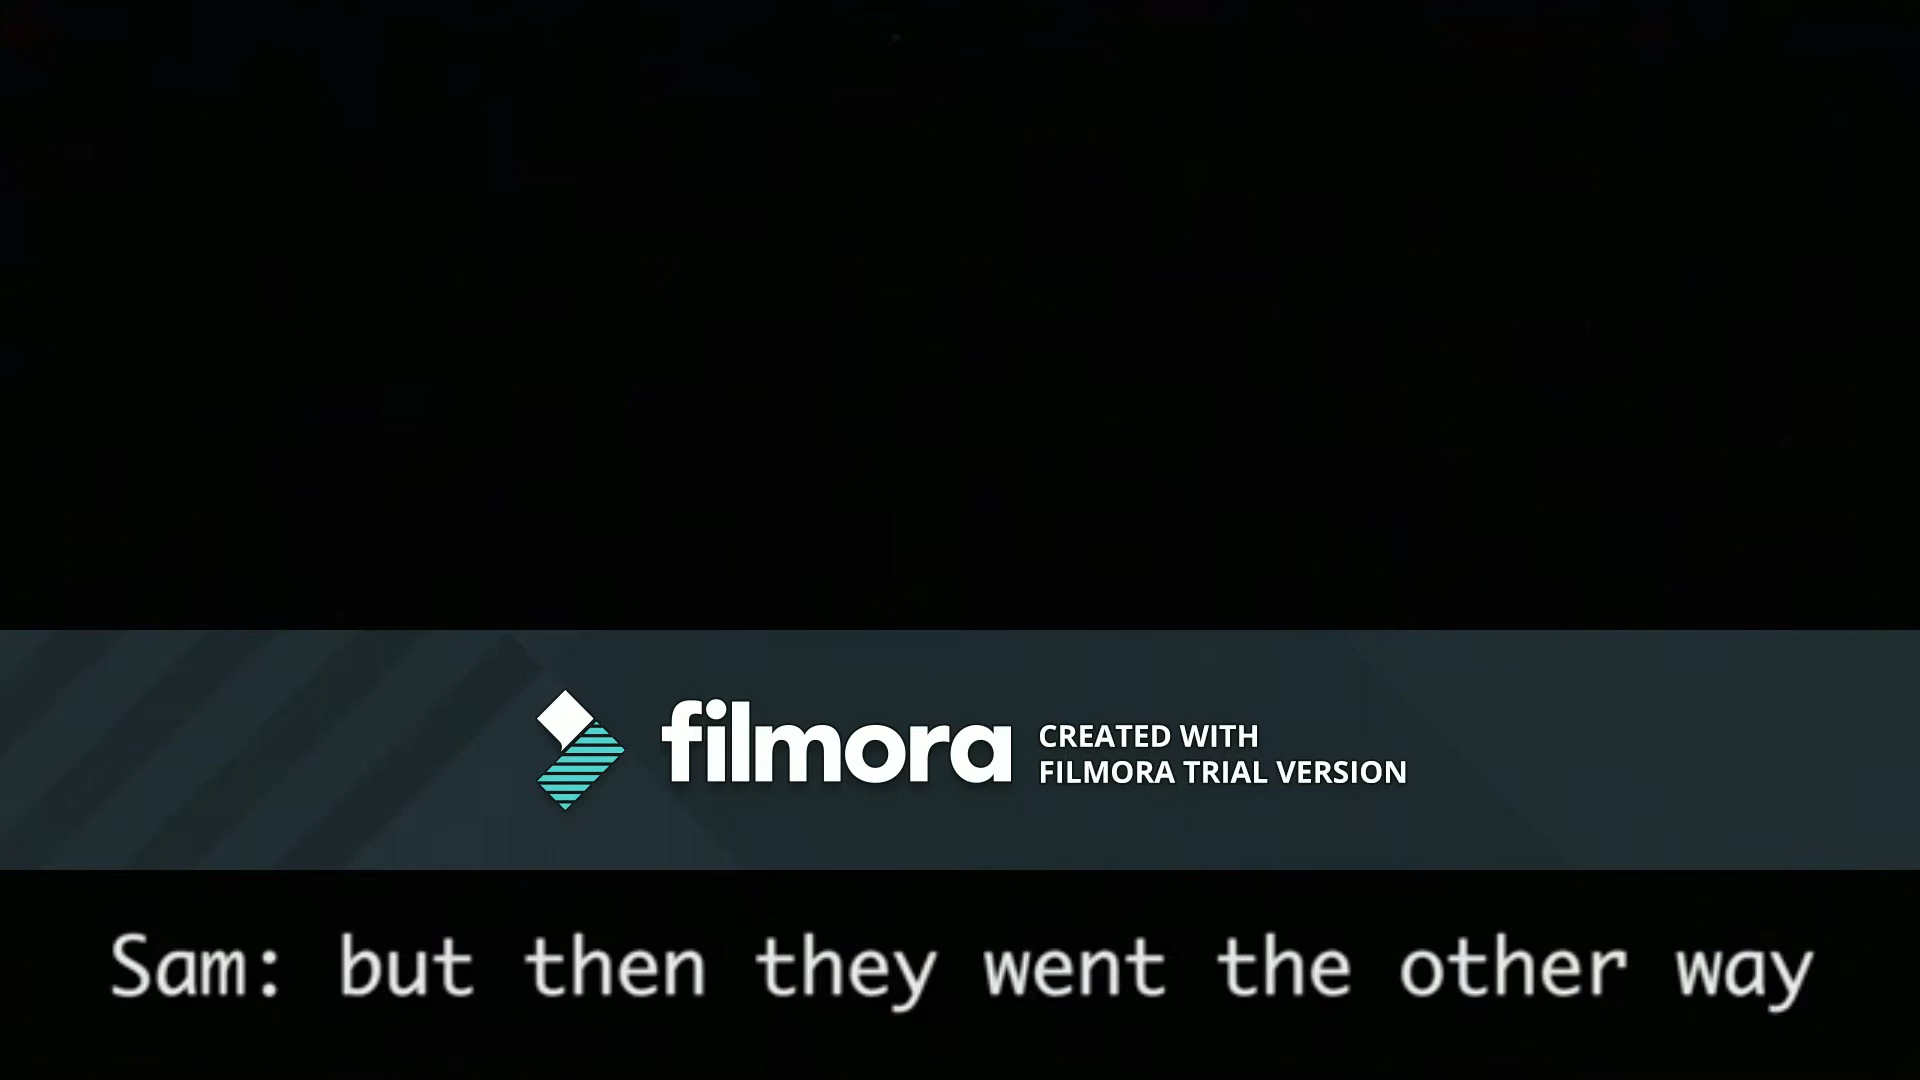 filmora
CREATED WITH
FILMORA TRIAL VERSION
Sam: but then they went the other way